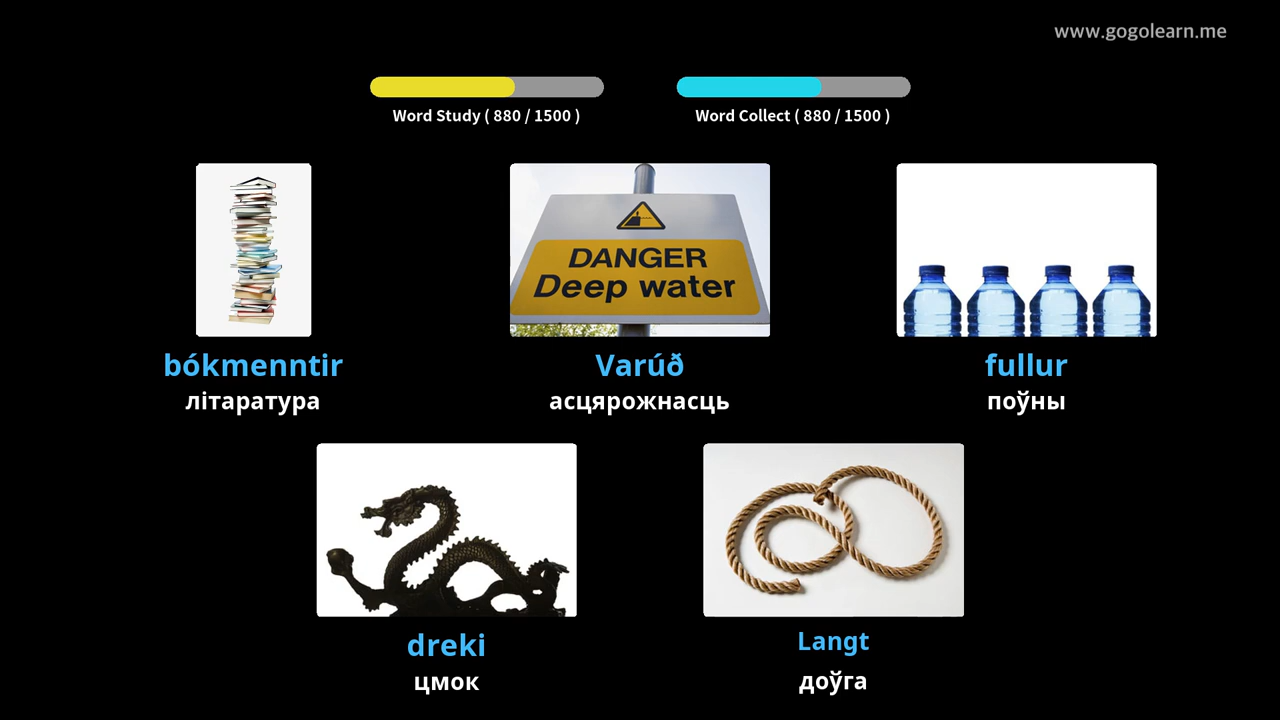 www.gogolearn.me
Word Study ( 880 / 1500 )
Word Collect ( 880 / 1500 )
DANGER
Deep water
bókmenntir
літаратура
Varúð
асцярожнасць
fullur
поўны
dreki
цмок
Langt
доўга